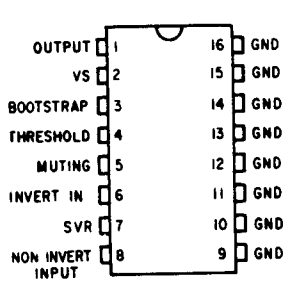 OUTPUT 1 16 GND
VS 2 15 GND
BOOTSTRAP 3 14 GND
THRESHOLD 4 13 GND
MUTING 5 12 GND
INVERT IN 6 11 GND
SVR 7 10 GND
NON INVERT INPUT 8 9 GND